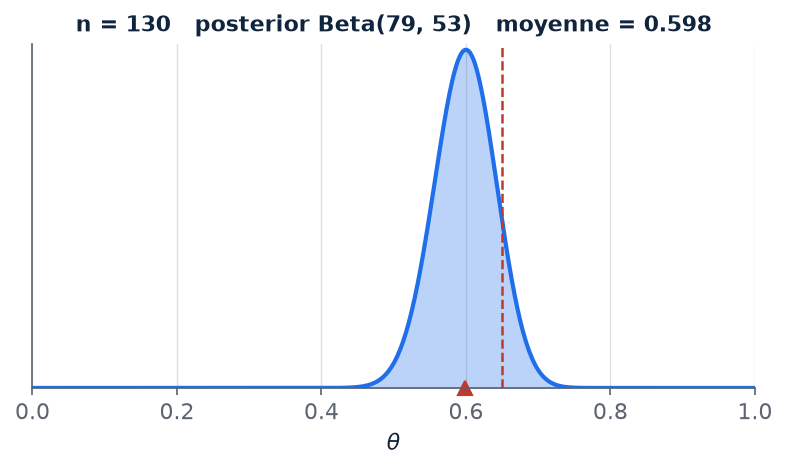 n = 130   posterior Beta(79, 53)   moyenne = 0.598
0.0 0.2 0.4 0.6 0.8 1.0
θ